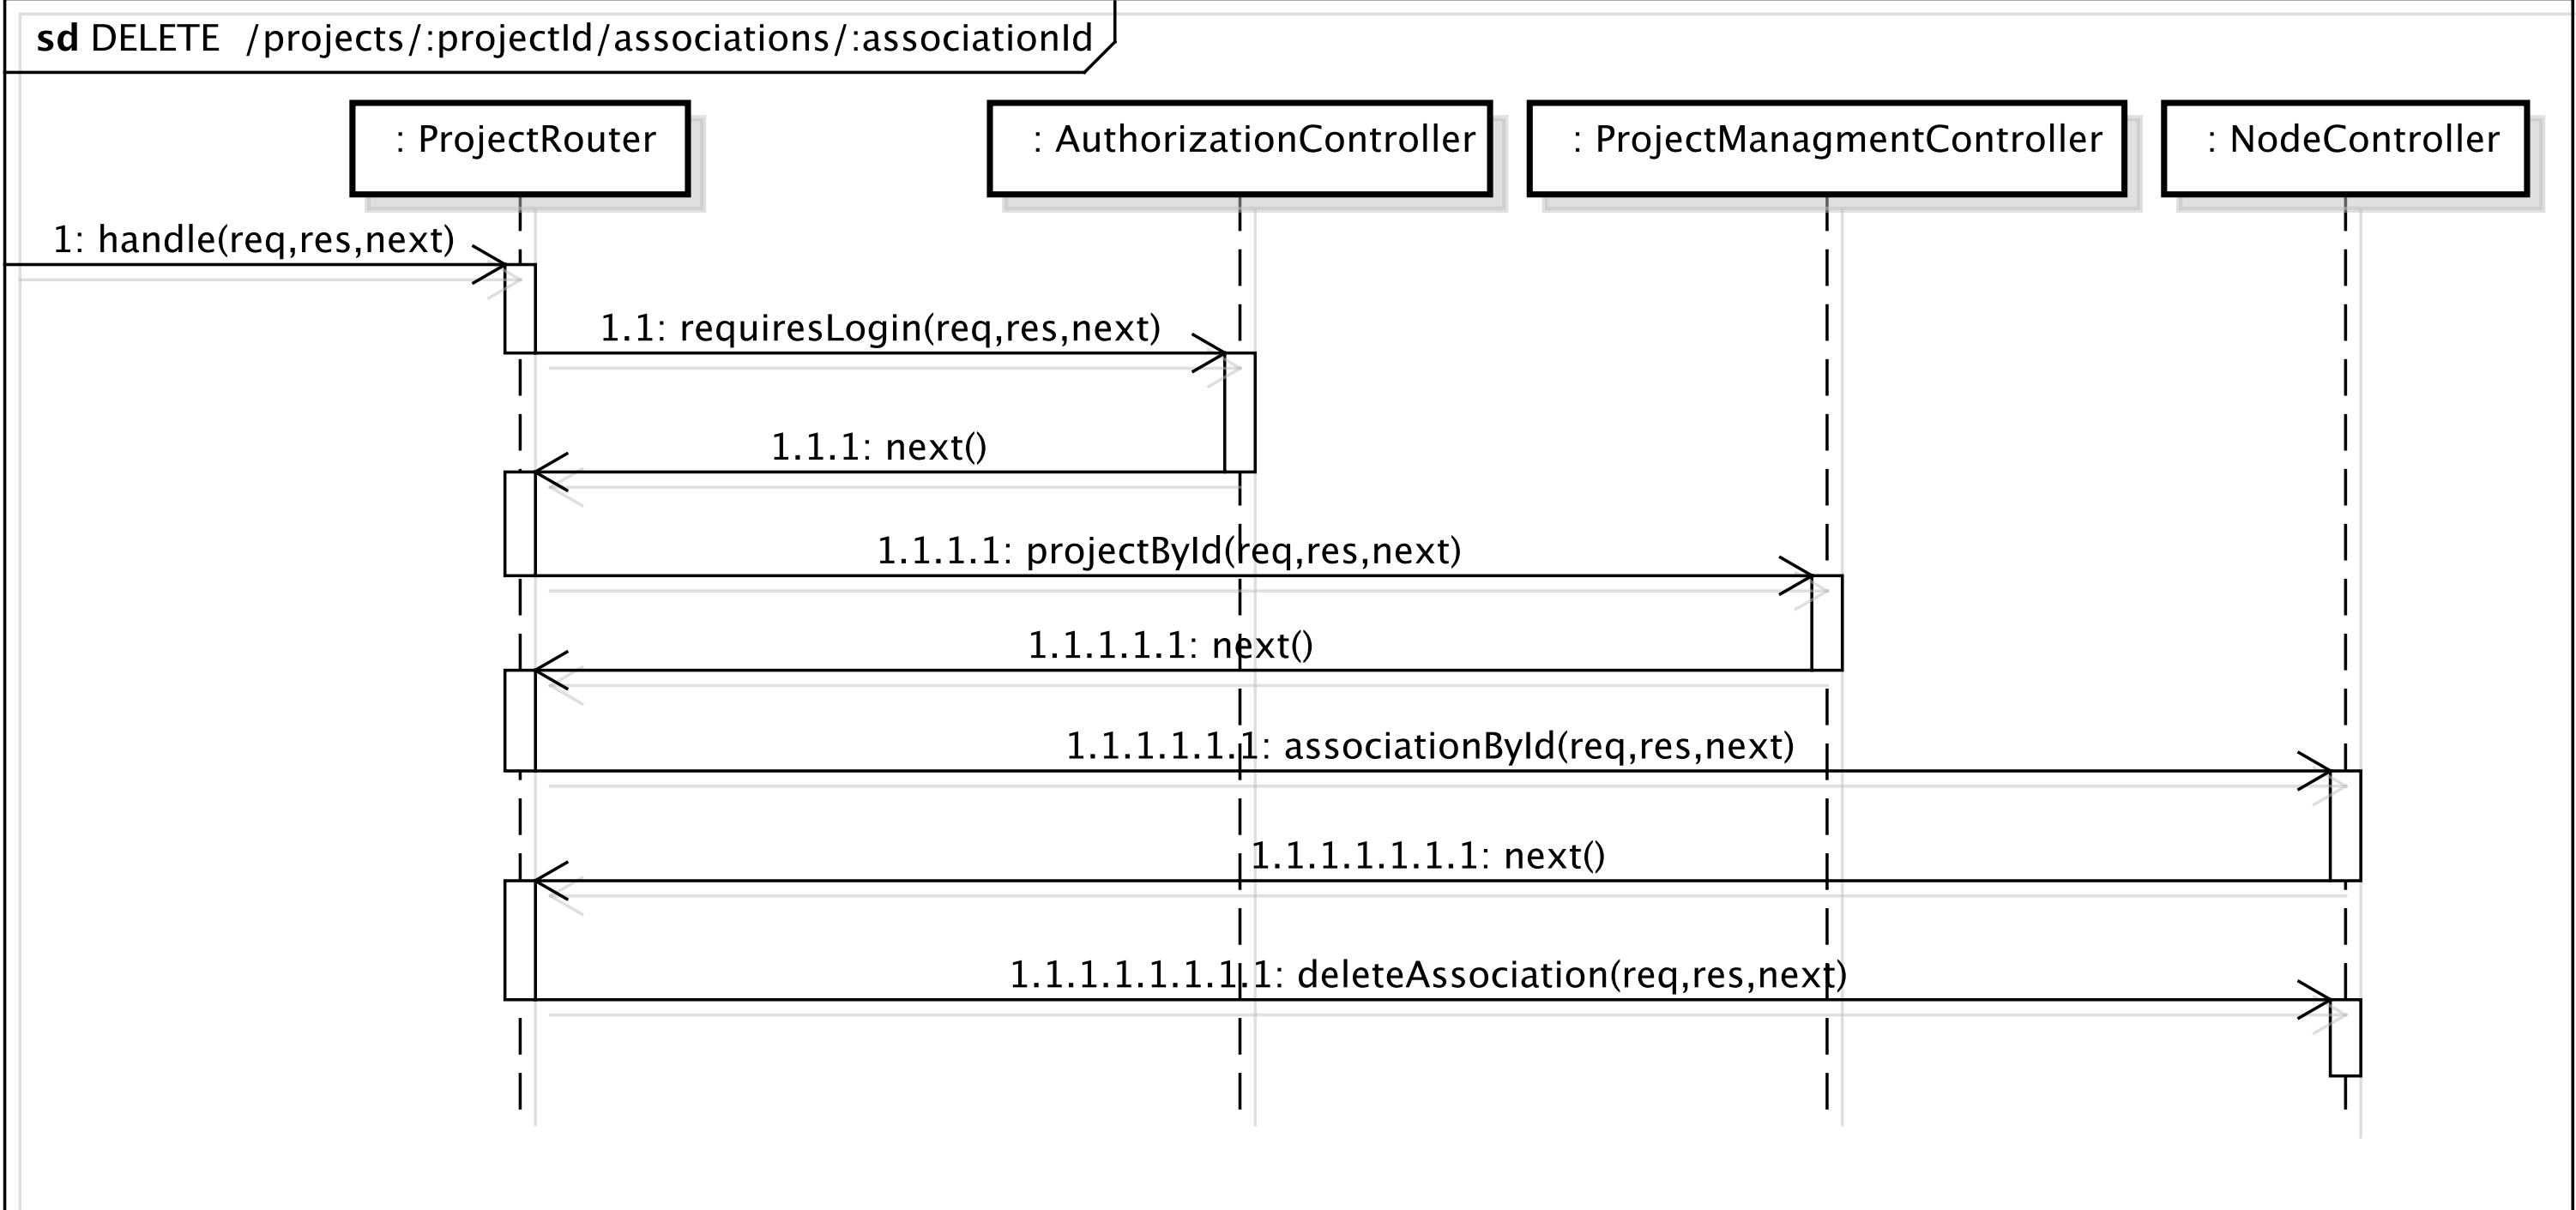 sd DELETE /projects/:projectId/associations/:associationId
: ProjectRouter
: AuthorizationController
: ProjectManagmentController
: NodeController
1: handle(req,res,next)
1.1: requiresLogin(req,res,next)
1.1.1: next()
1.1.1.1: projectById(req,res,next)
1.1.1.1.1: next()
1.1.1.1.1.1: associationById(req,res,next)
1.1.1.1.1.1.1: next()
1.1.1.1.1.1.1.1: deleteAssociation(req,res,next)